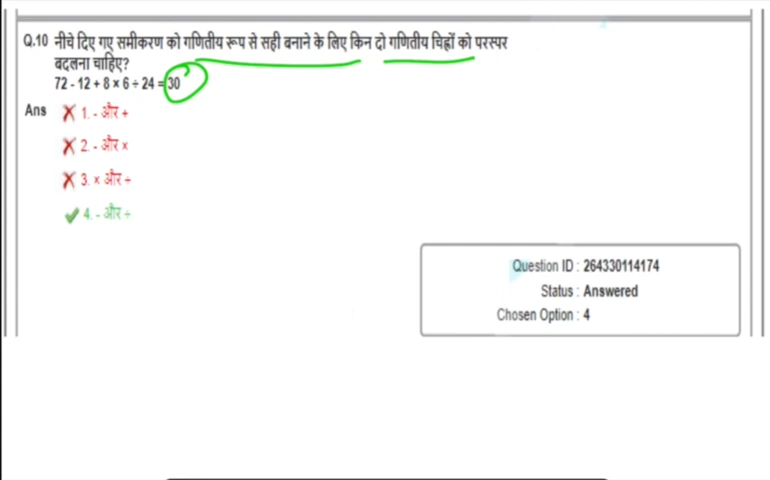 Q.10 नीचे दिए गए समीकरण को गणितीय रूप से सही बनाने के लिए किन दो गणितीय चिह्नों को परस्पर
बदलना चाहिए?
72 - 12 + 8 × 6 ÷ 24 = 30
Ans 1. - और +
2. - और ×
3. × और ÷
4. - और ÷
Question ID : 264330114174
Status : Answered
Chosen Option : 4